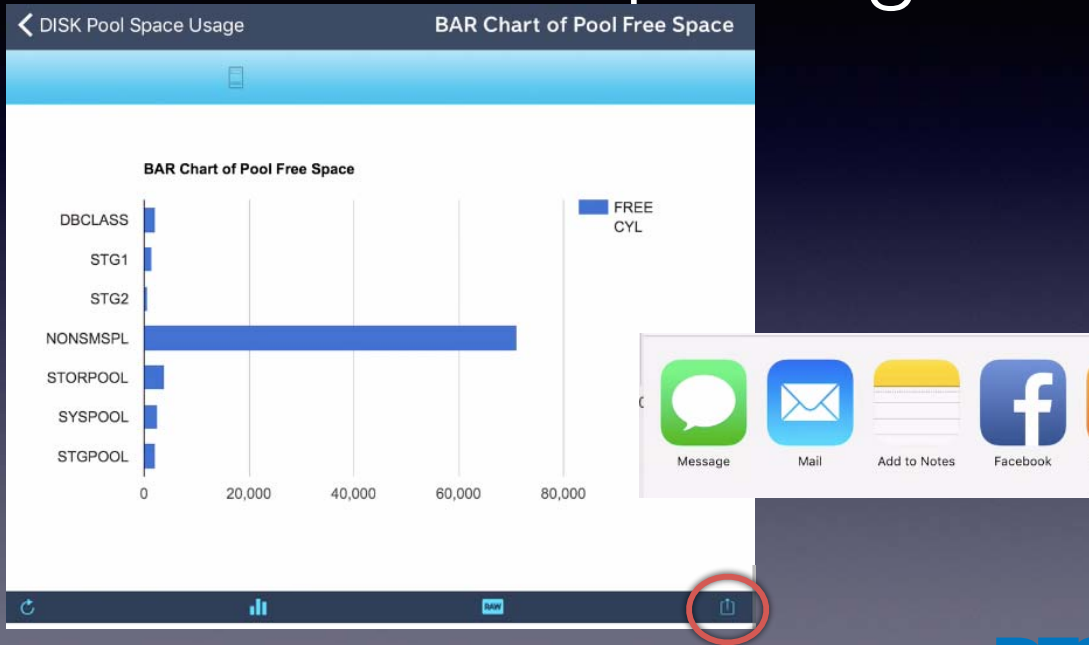 DISK Pool Space Usage
BAR Chart of Pool Free Space
BAR Chart of Pool Free Space
FREE
CYL
DBCLASS
STG1
STG2
NONSMSPL
STORPOOL
SYSPOOL
STGPOOL
0 20,000 40,000 60,000 80,000
Message Mail Add to Notes Facebook
RAW